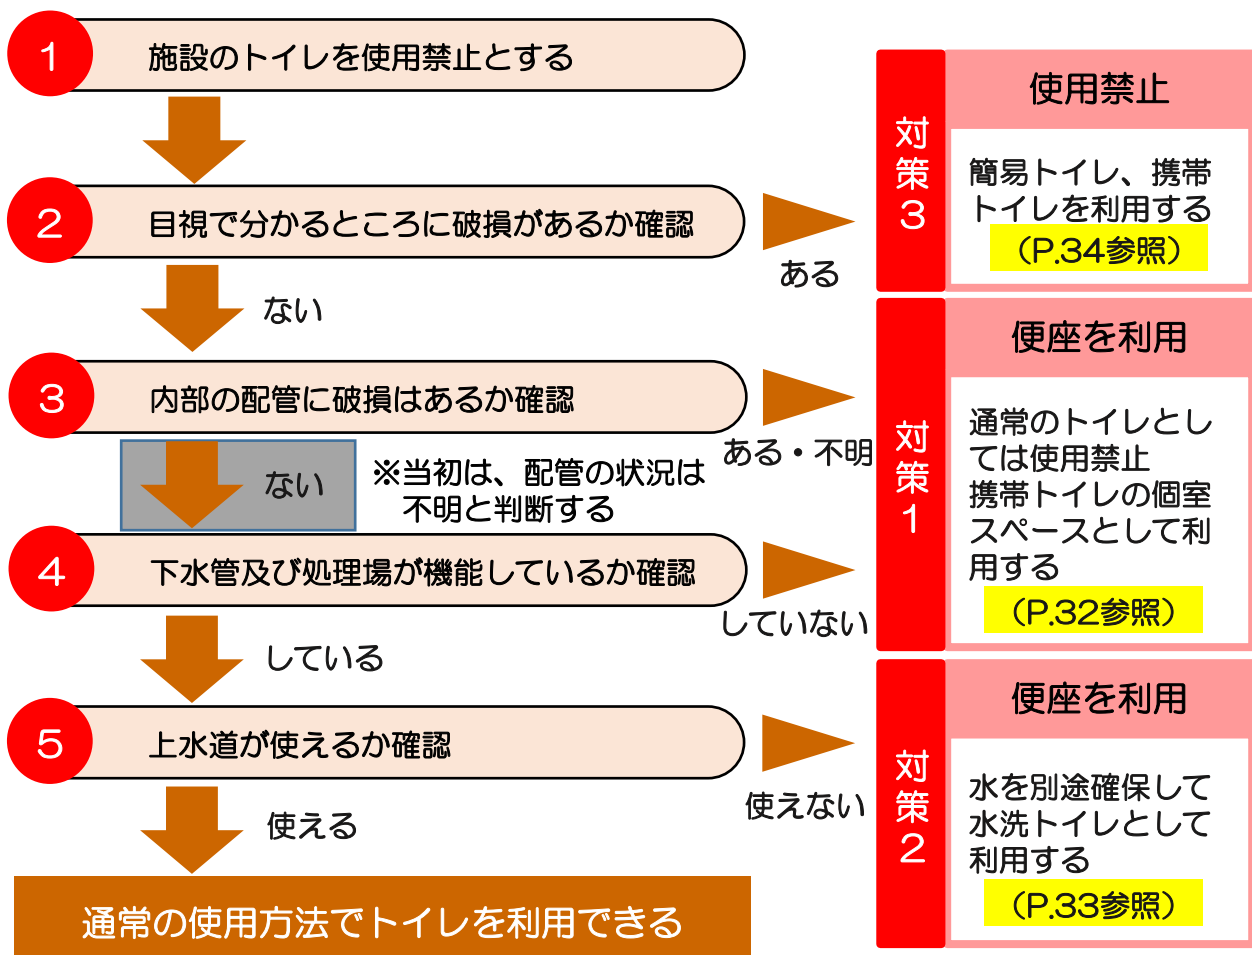 1
施設のトイレを使用禁止とする
2
目視で分かるところに破損があるか確認
ある
ない
3
内部の配管に破損はあるか確認
ある・不明
ない
※当初は、配管の状況は
不明と判断する
4
下水管及び処理場が機能しているか確認
していない
している
5
上水道が使えるか確認
使えない
使える
通常の使用方法でトイレを利用できる
対策3
使用禁止
簡易トイレ、携帯
トイレを利用する
（P.34参照）
対策1
便座を利用
通常のトイレとし
ては使用禁止
携帯トイレの個室
スペースとして利
用する
（P.32参照）
対策2
便座を利用
水を別途確保して
水洗トイレとして
利用する
（P.33参照）